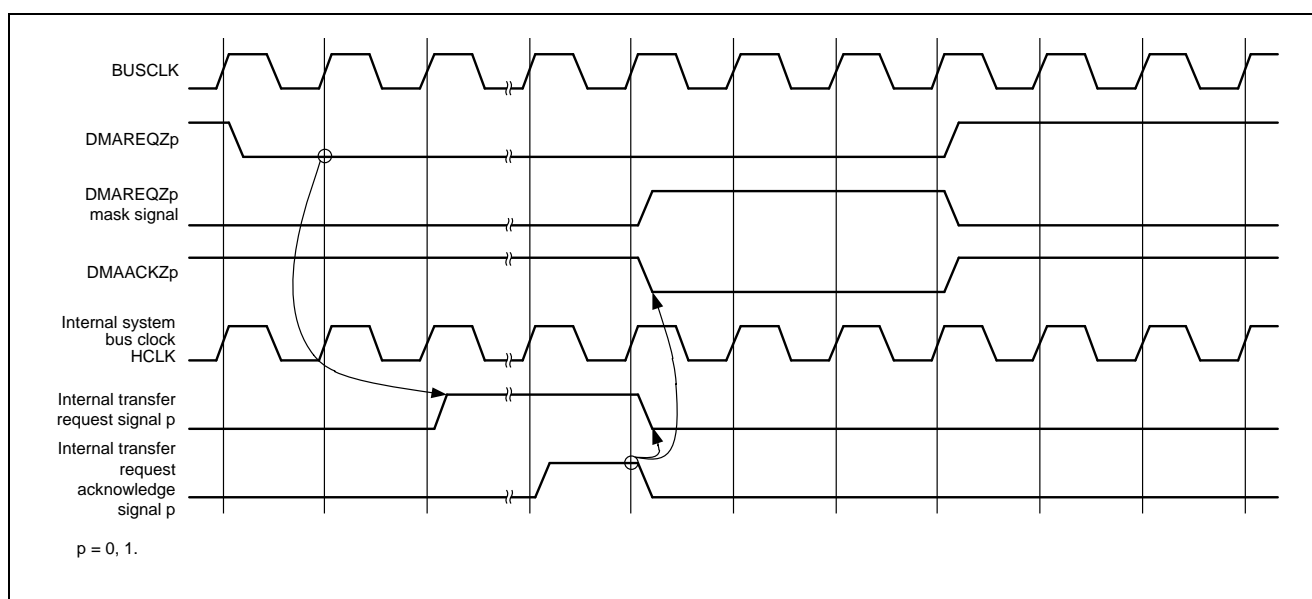 BUSCLK
DMAREQZp
DMAREQZp
mask signal
DMAACKZp
Internal system
bus clock
HCLK
Internal transfer
request signal p
Internal transfer
request
acknowledge
signal p
p = 0, 1.